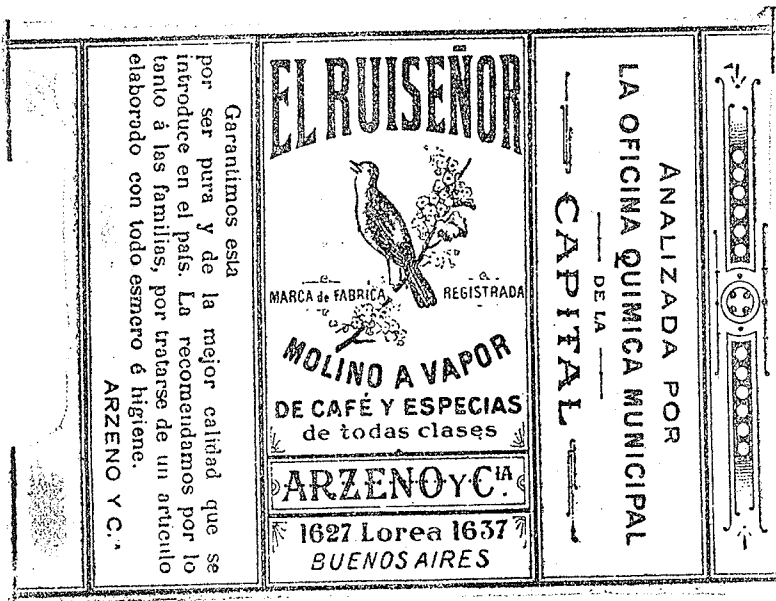 Garantimos esta
por ser pura y de la mejor calidad que se
introduce en el país. La recomendamos por lo
tanto á las familias, por tratarse de un artículo
elaborado con todo esmero é higiene.
ARZENO Y C.ᴬ
EL RUISEÑOR
MARCA de FABRICA REGISTRADA
MOLINO A VAPOR
DE CAFÉ Y ESPECIAS
de todas clases
ARZENO Y Cᴵᴬ.
1627 Lorea 1637
BUENOS AIRES
ANALIZADA POR
LA OFICINA QUIMICA MUNICIPAL
DE LA
CAPITAL